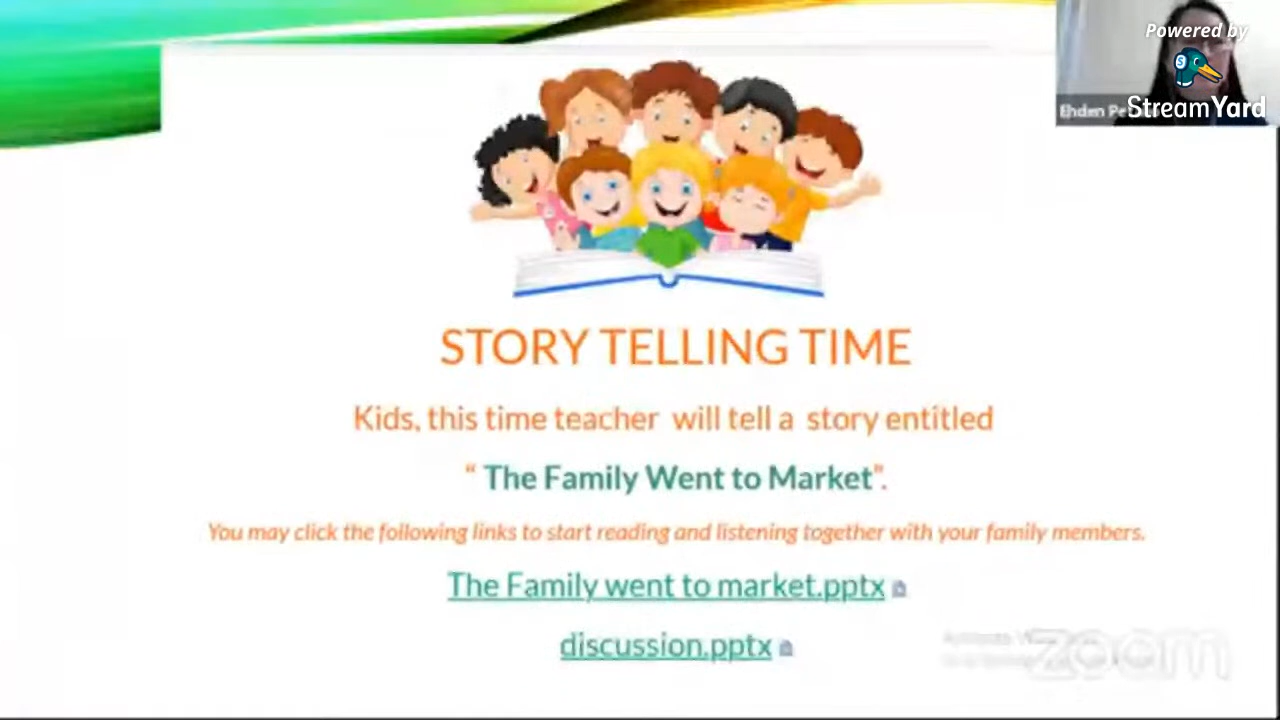 Powered by
StreamYard
Ehden
STORY TELLING TIME
Kids, this time teacher will tell a story entitled
“ The Family Went to Market”.
You may click the following links to start reading and listening together with your family members.
The Family went to market.pptx
discussion.pptx
zoom